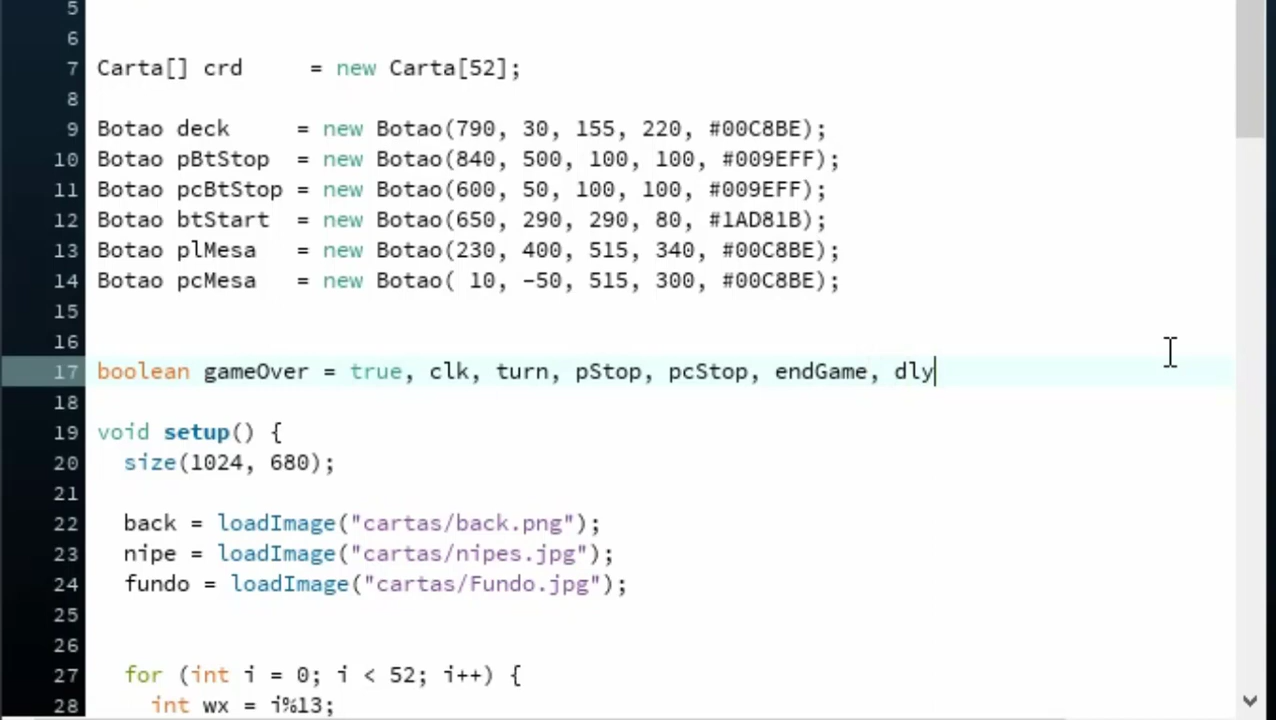 5
6
7 Carta[] crd     = new Carta[52];
8
9 Botao deck     = new Botao(790, 30, 155, 220, #00C8BE);
10 Botao pBtStop  = new Botao(840, 500, 100, 100, #009EFF);
11 Botao pcBtStop = new Botao(600, 50, 100, 100, #009EFF);
12 Botao btStart  = new Botao(650, 290, 290, 80, #1AD81B);
13 Botao plMesa   = new Botao(230, 400, 515, 340, #00C8BE);
14 Botao pcMesa   = new Botao( 10, -50, 515, 300, #00C8BE);
15
16
17 boolean gameOver = true, clk, turn, pStop, pcStop, endGame, dly
18
19 void setup() {
20   size(1024, 680);
21
22   back = loadImage("cartas/back.png");
23   nipe = loadImage("cartas/nipes.jpg");
24   fundo = loadImage("cartas/Fundo.jpg");
25
26
27   for (int i = 0; i < 52; i++) {
28     int wx = i%13;